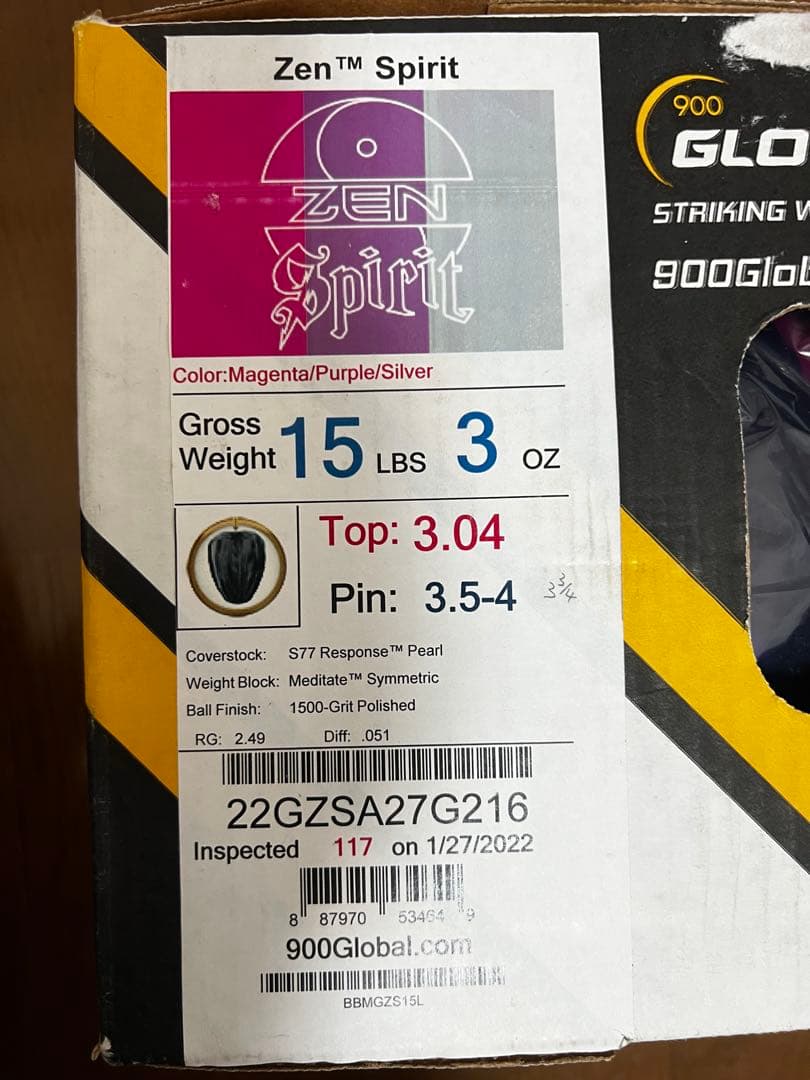 Zen™ Spirit
ZEN
Spirit
Color:Magenta/Purple/Silver
Gross Weight 15 LBS 3 OZ
Top: 3.04
Pin: 3.5-4 3 3/4
Coverstock: S77 Response™ Pearl
Weight Block: Meditate™ Symmetric
Ball Finish: 1500-Grit Polished
RG: 2.49 Diff: .051
22GZSA27G216
Inspected 117 on 1/27/2022
8 87970 53464 9
900Global.com
BBMGZS15L
900
GLO
STRIKING
900Glob